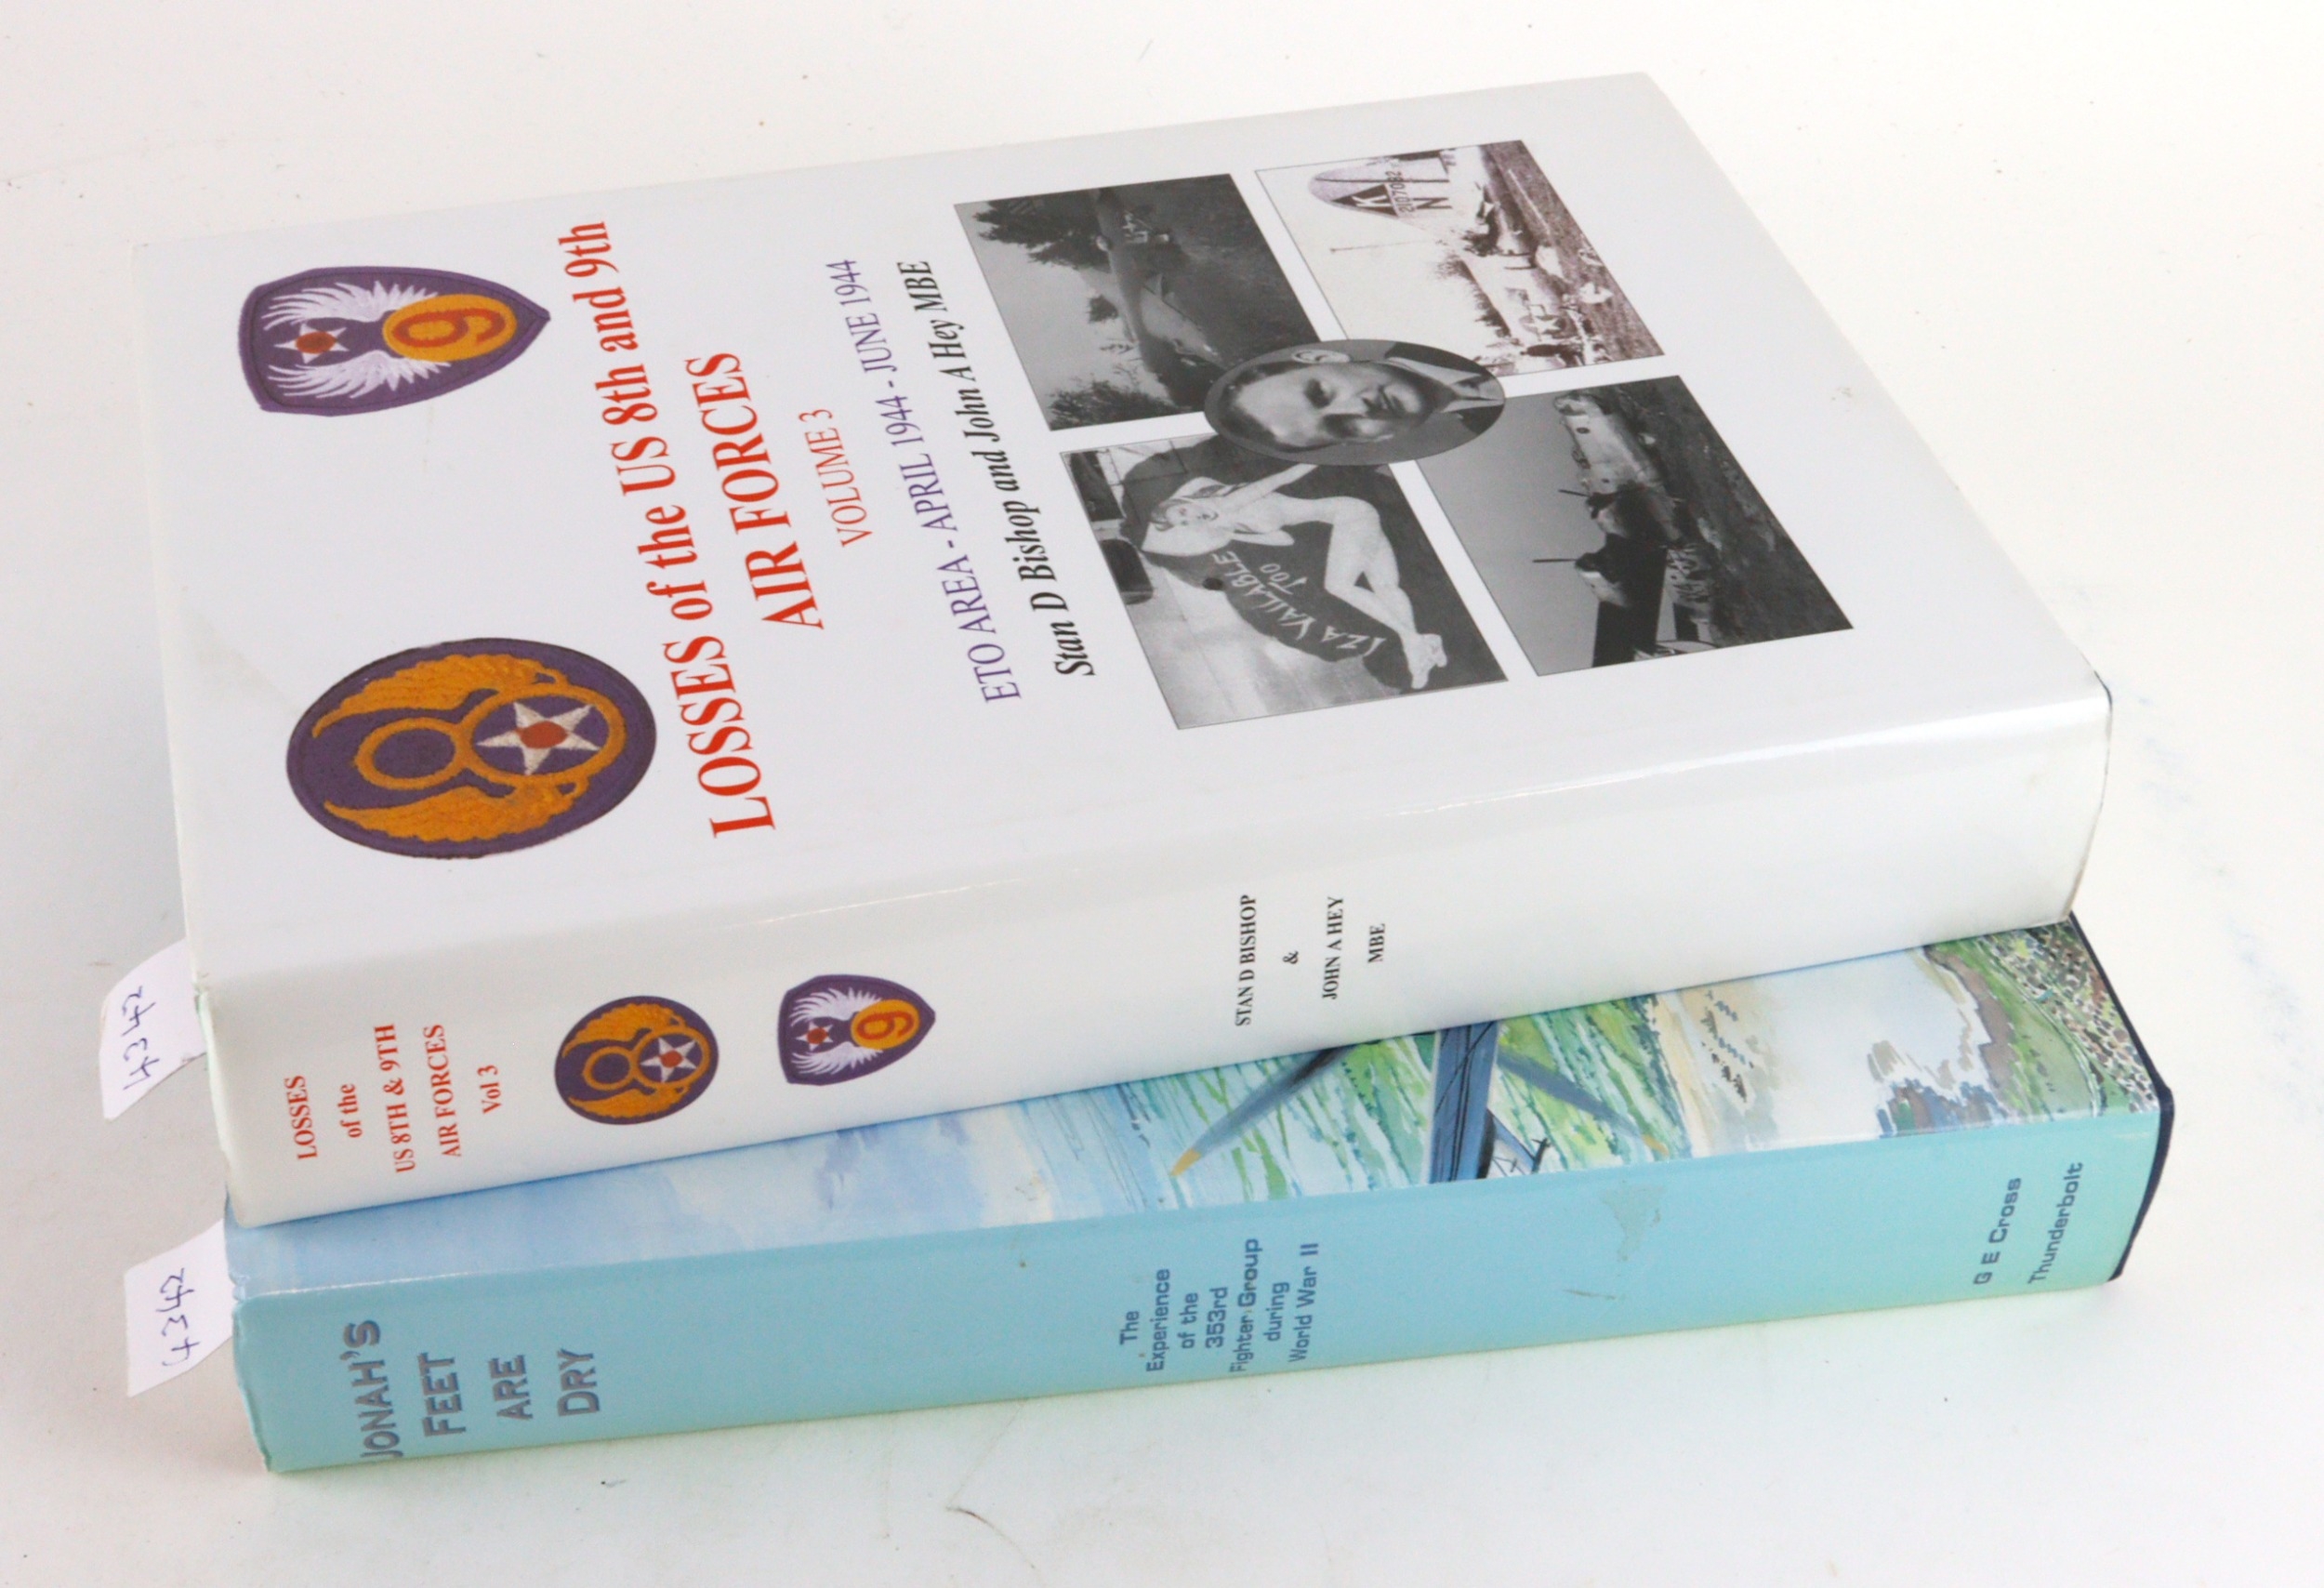 LOSSES of the US 8th and 9th
AIR FORCES
VOLUME 3
ETO AREA - APRIL 1944 - JUNE 1944
Stan D Bishop and John A Hey MBE
IZA VAILABLE
TOO
K
2107082
N
LOSSES
of the
US 8TH & 9TH
AIR FORCES
Vol 3
STAN D BISHOP
&
JOHN A HEY
MBE
4342
JONAH'S
FEET
ARE
DRY
The
Experience
of the
353rd
Fighter Group
during
World War II
G E Cross
Thunderbolt
4342